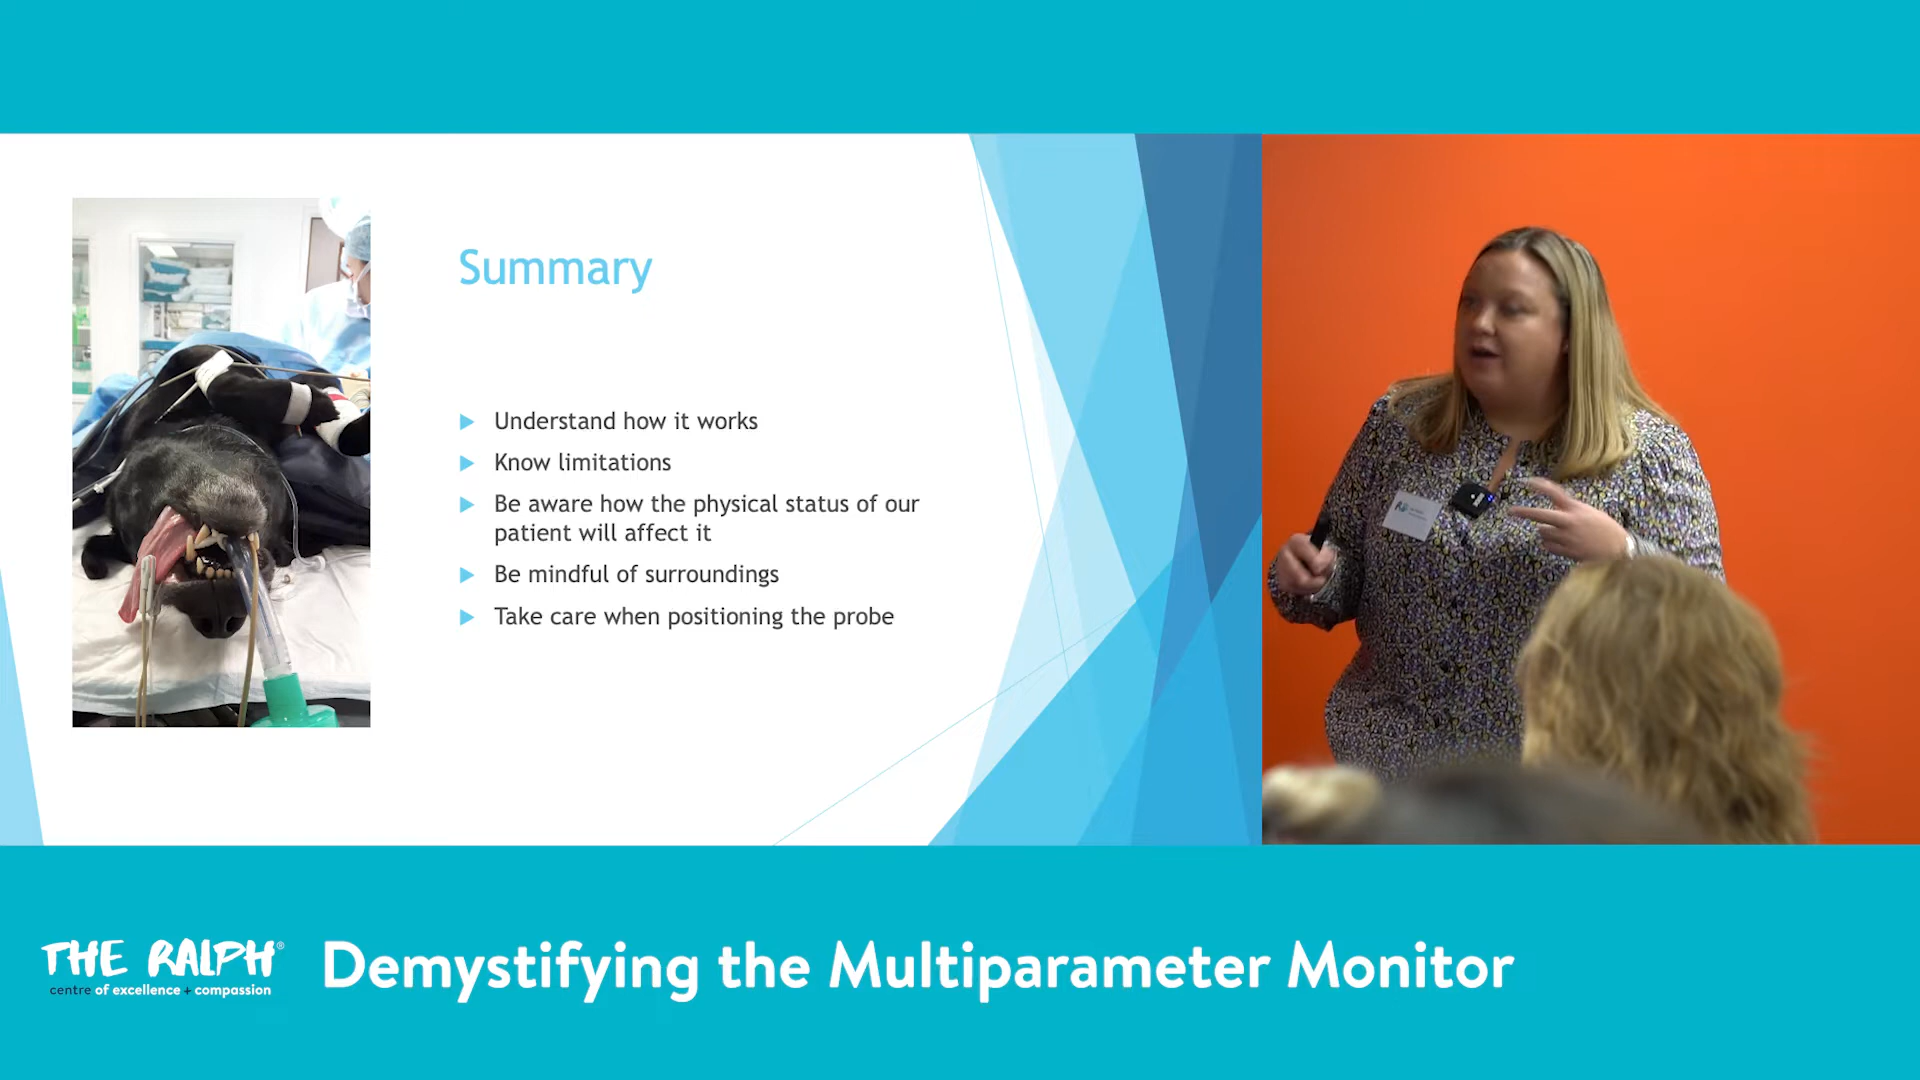 Summary
Understand how it works
Know limitations
Be aware how the physical status of our
patient will affect it
Be mindful of surroundings
Take care when positioning the probe
THE RALPH®
centre of excellence + compassion
Demystifying the Multiparameter Monitor